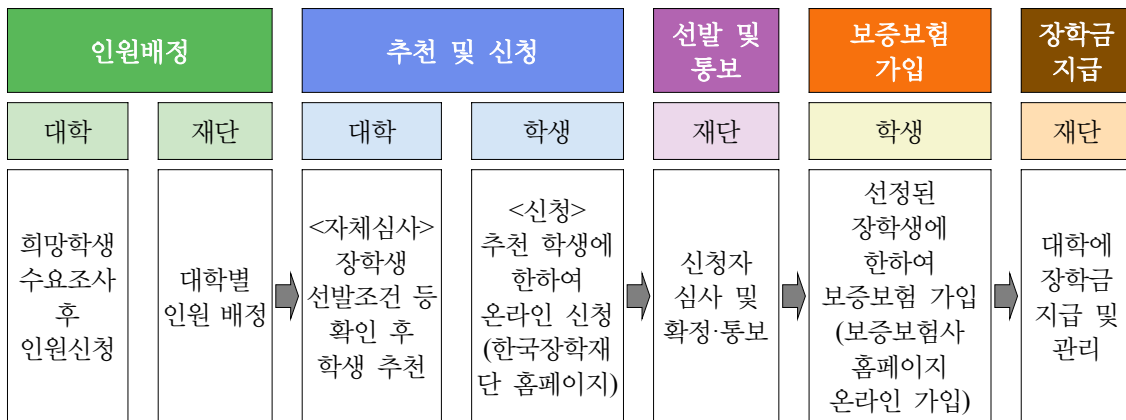 인원배정
추천 및 신청
선발 및
통보
보증보험
가입
장학금
지급
대학
재단
대학
학생
재단
학생
재단
희망학생
수요조사
후
인원신청
대학별
인원 배정
<자체심사>
장학생
선발조건 등
확인 후
학생 추천
<신청>
추천 학생에
한하여
온라인 신청
(한국장학재
단 홈페이지)
신청자
심사 및
확정·통보
선정된
장학생에
한하여
보증보험 가입
(보증보험사
홈페이지
온라인 가입)
대학에
장학금
지급 및
관리